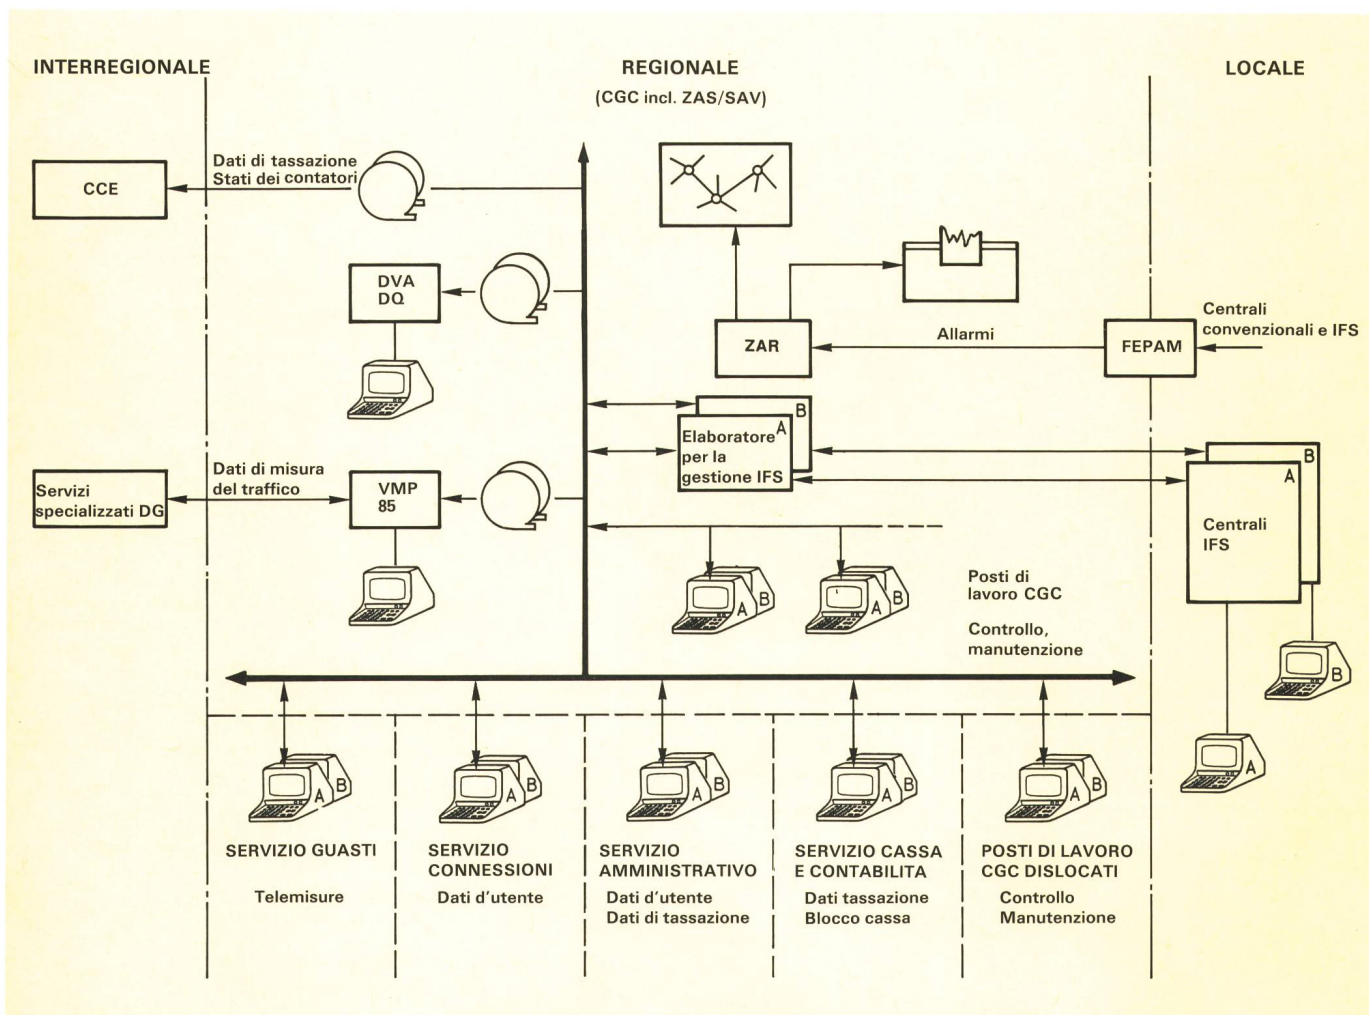 INTERREGIONALE
REGIONALE
(CGC incl. ZAS/SAV)
LOCALE
CCE
Dati di tassazione
Stati dei contatori
DVA
DQ
ZAR
Allarmi
FEPAM
Centrali
convenzionali e IFS
B
A
Elaboratore
per la
gestione IFS
B
A
Centrali
IFS
Servizi
specializzati DG
Dati di misura
del traffico
VMP
85
A B
A B
Posti di
lavoro CGC
Controllo,
manutenzione
B
A
A B
A B
A B
A B
A B
SERVIZIO GUASTI
Telemisure
SERVIZIO
CONNESSIONI
Dati d'utente
SERVIZIO
AMMINISTRATIVO
Dati d'utente
Dati di tassazione
SERVIZIO CASSA
E CONTABILITA
Dati tassazione
Blocco cassa
POSTI DI LAVORO
CGC DISLOCATI
Controllo
Manutenzione